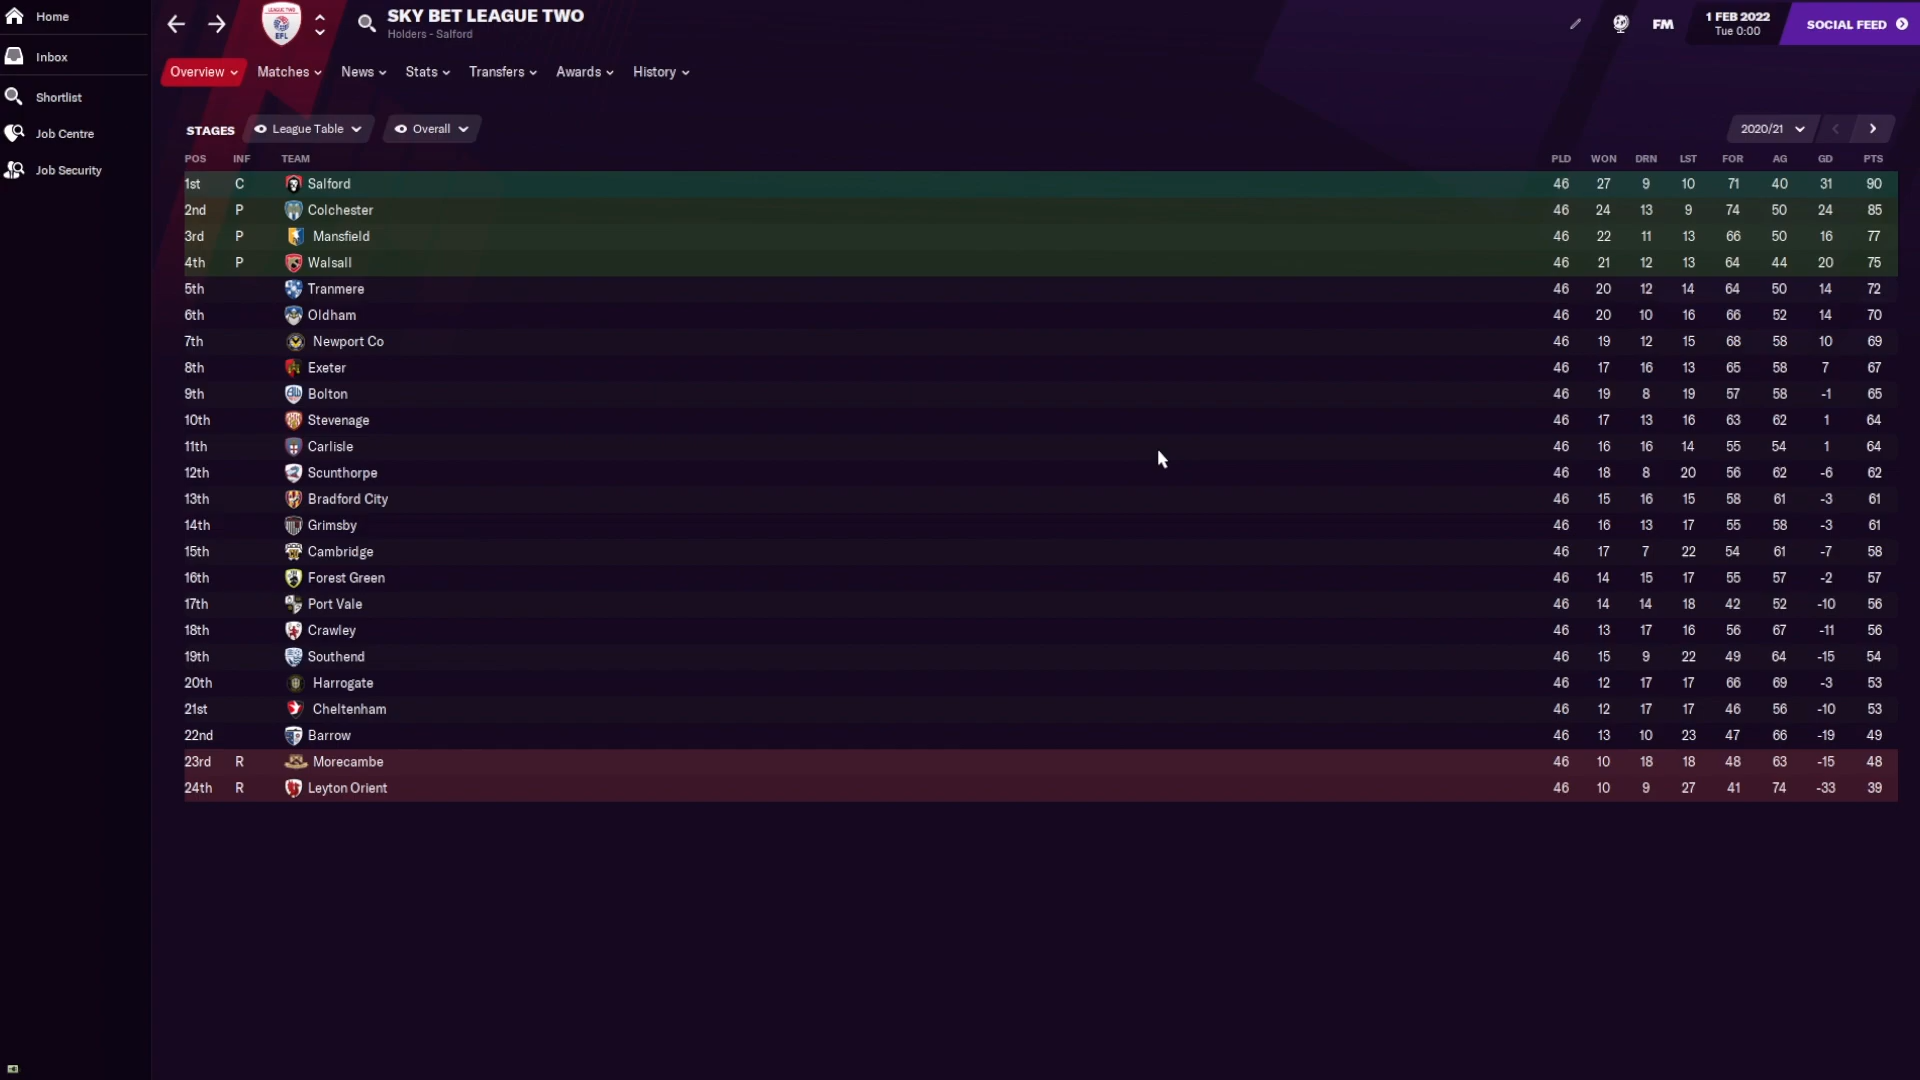 Home
Inbox
Shortlist
Job Centre
Job Security
SKY BET LEAGUE TWO
Holders - Salford
FM
1 FEB 2022
Tue 0:00
SOCIAL FEED
Overview Matches News Stats Transfers Awards History
STAGES League Table Overall 2020/21
POS INF TEAM PLD WON DRN LST FOR AG GD PTS
1st C Salford 46 27 9 10 71 40 31 90
2nd P Colchester 46 24 13 9 74 50 24 85
3rd P Mansfield 46 22 11 13 66 50 16 77
4th P Walsall 46 21 12 13 64 44 20 75
5th Tranmere 46 20 12 14 64 50 14 72
6th Oldham 46 20 10 16 66 52 14 70
7th Newport Co 46 19 12 15 68 58 10 69
8th Exeter 46 17 16 13 65 58 7 67
9th Bolton 46 19 8 19 57 58 -1 65
10th Stevenage 46 17 13 16 63 62 1 64
11th Carlisle 46 16 16 14 55 54 1 64
12th Scunthorpe 46 18 8 20 56 62 -6 62
13th Bradford City 46 15 16 15 58 61 -3 61
14th Grimsby 46 16 13 17 55 58 -3 61
15th Cambridge 46 17 7 22 54 61 -7 58
16th Forest Green 46 14 15 17 55 57 -2 57
17th Port Vale 46 14 14 18 42 52 -10 56
18th Crawley 46 13 17 16 56 67 -11 56
19th Southend 46 15 9 22 49 64 -15 54
20th Harrogate 46 12 17 17 66 69 -3 53
21st Cheltenham 46 12 17 17 46 56 -10 53
22nd Barrow 46 13 10 23 47 66 -19 49
23rd R Morecambe 46 10 18 18 48 63 -15 48
24th R Leyton Orient 46 10 9 27 41 74 -33 39